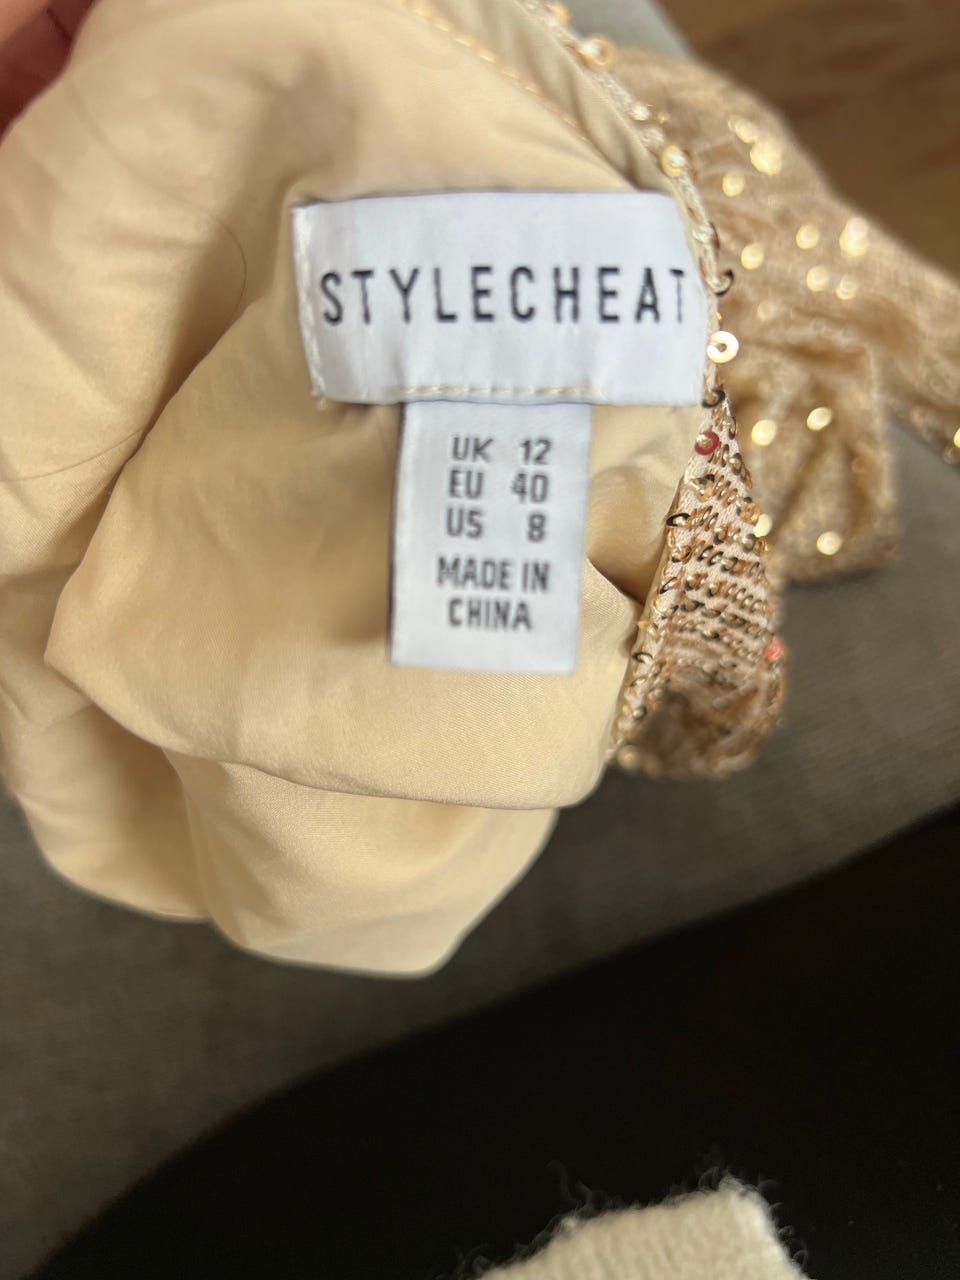 STYLECHEAT
UK 12
EU 40
US 8
MADE IN
CHINA